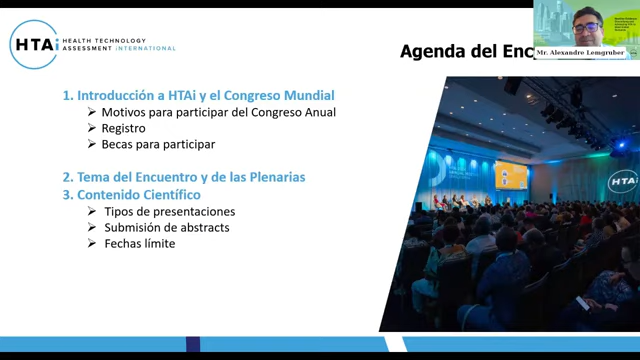 HTAi HEALTH TECHNOLOGY
ASSESSMENT INTERNATIONAL
Agenda del Enc
Mr. Alexandre Lemgruber
1. Introducción a HTAi y el Congreso Mundial
➢ Motivos para participar del Congreso Anual
➢ Registro
➢ Becas para participar
2. Tema del Encuentro y de las Plenarias
3. Contenido Científico
➢ Tipos de presentaciones
➢ Submisión de abstracts
➢ Fechas límite
HTAi